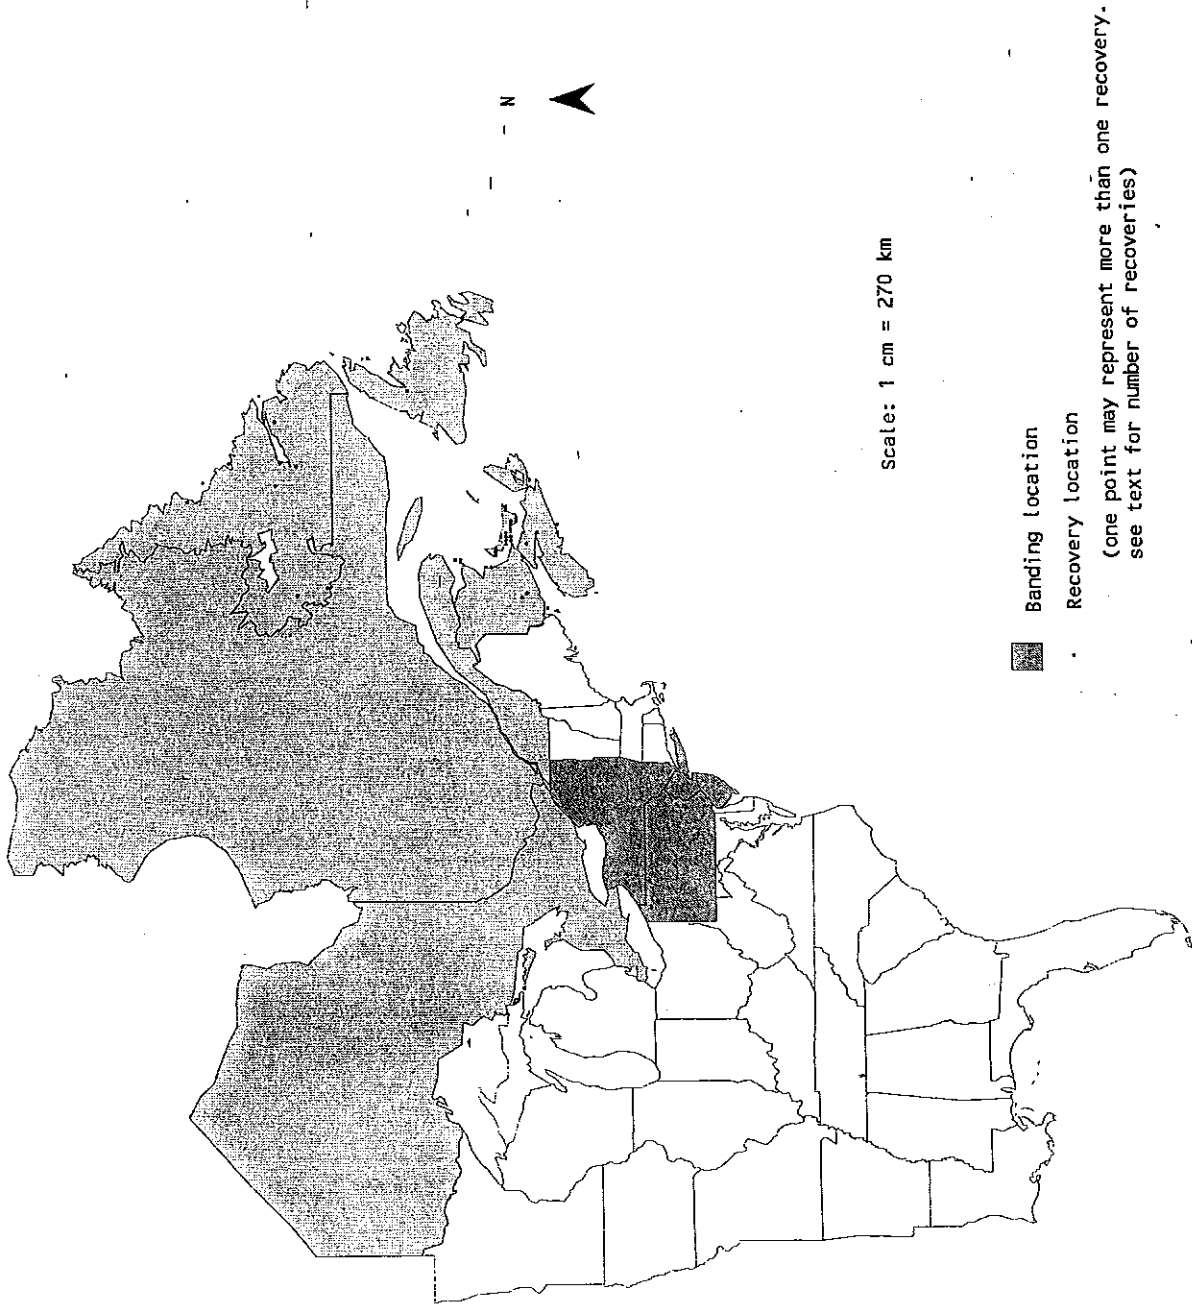 N
Scale: 1 cm = 270 km
Banding location
Recovery location
(one point may represent more than one recovery.
see text for number of recoveries)